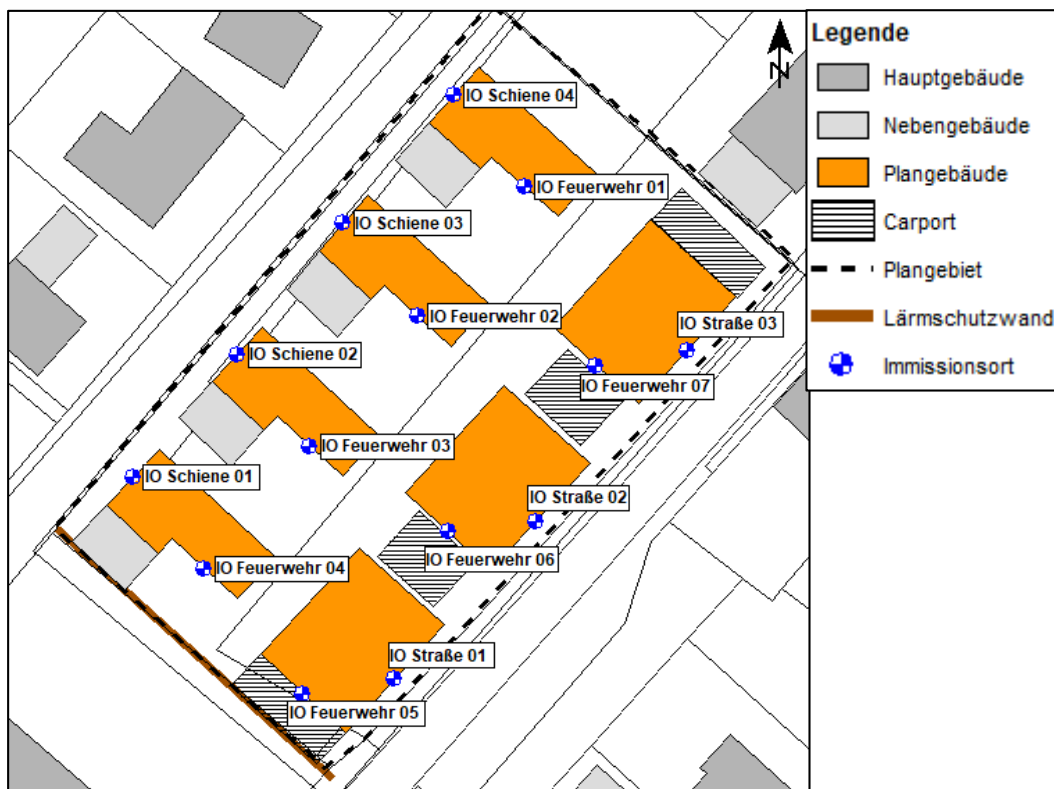 Legende
Hauptgebäude
Nebengebäude
Plangebäude
Carport
Plangebiet
Lärmschutzwand
Immissionsort
N
IO Schiene 04
IO Feuerwehr 01
IO Schiene 03
IO Feuerwehr 02
IO Straße 03
IO Schiene 02
IO Feuerwehr 07
IO Feuerwehr 03
IO Schiene 01
IO Straße 02
IO Feuerwehr 06
IO Feuerwehr 04
IO Straße 01
IO Feuerwehr 05